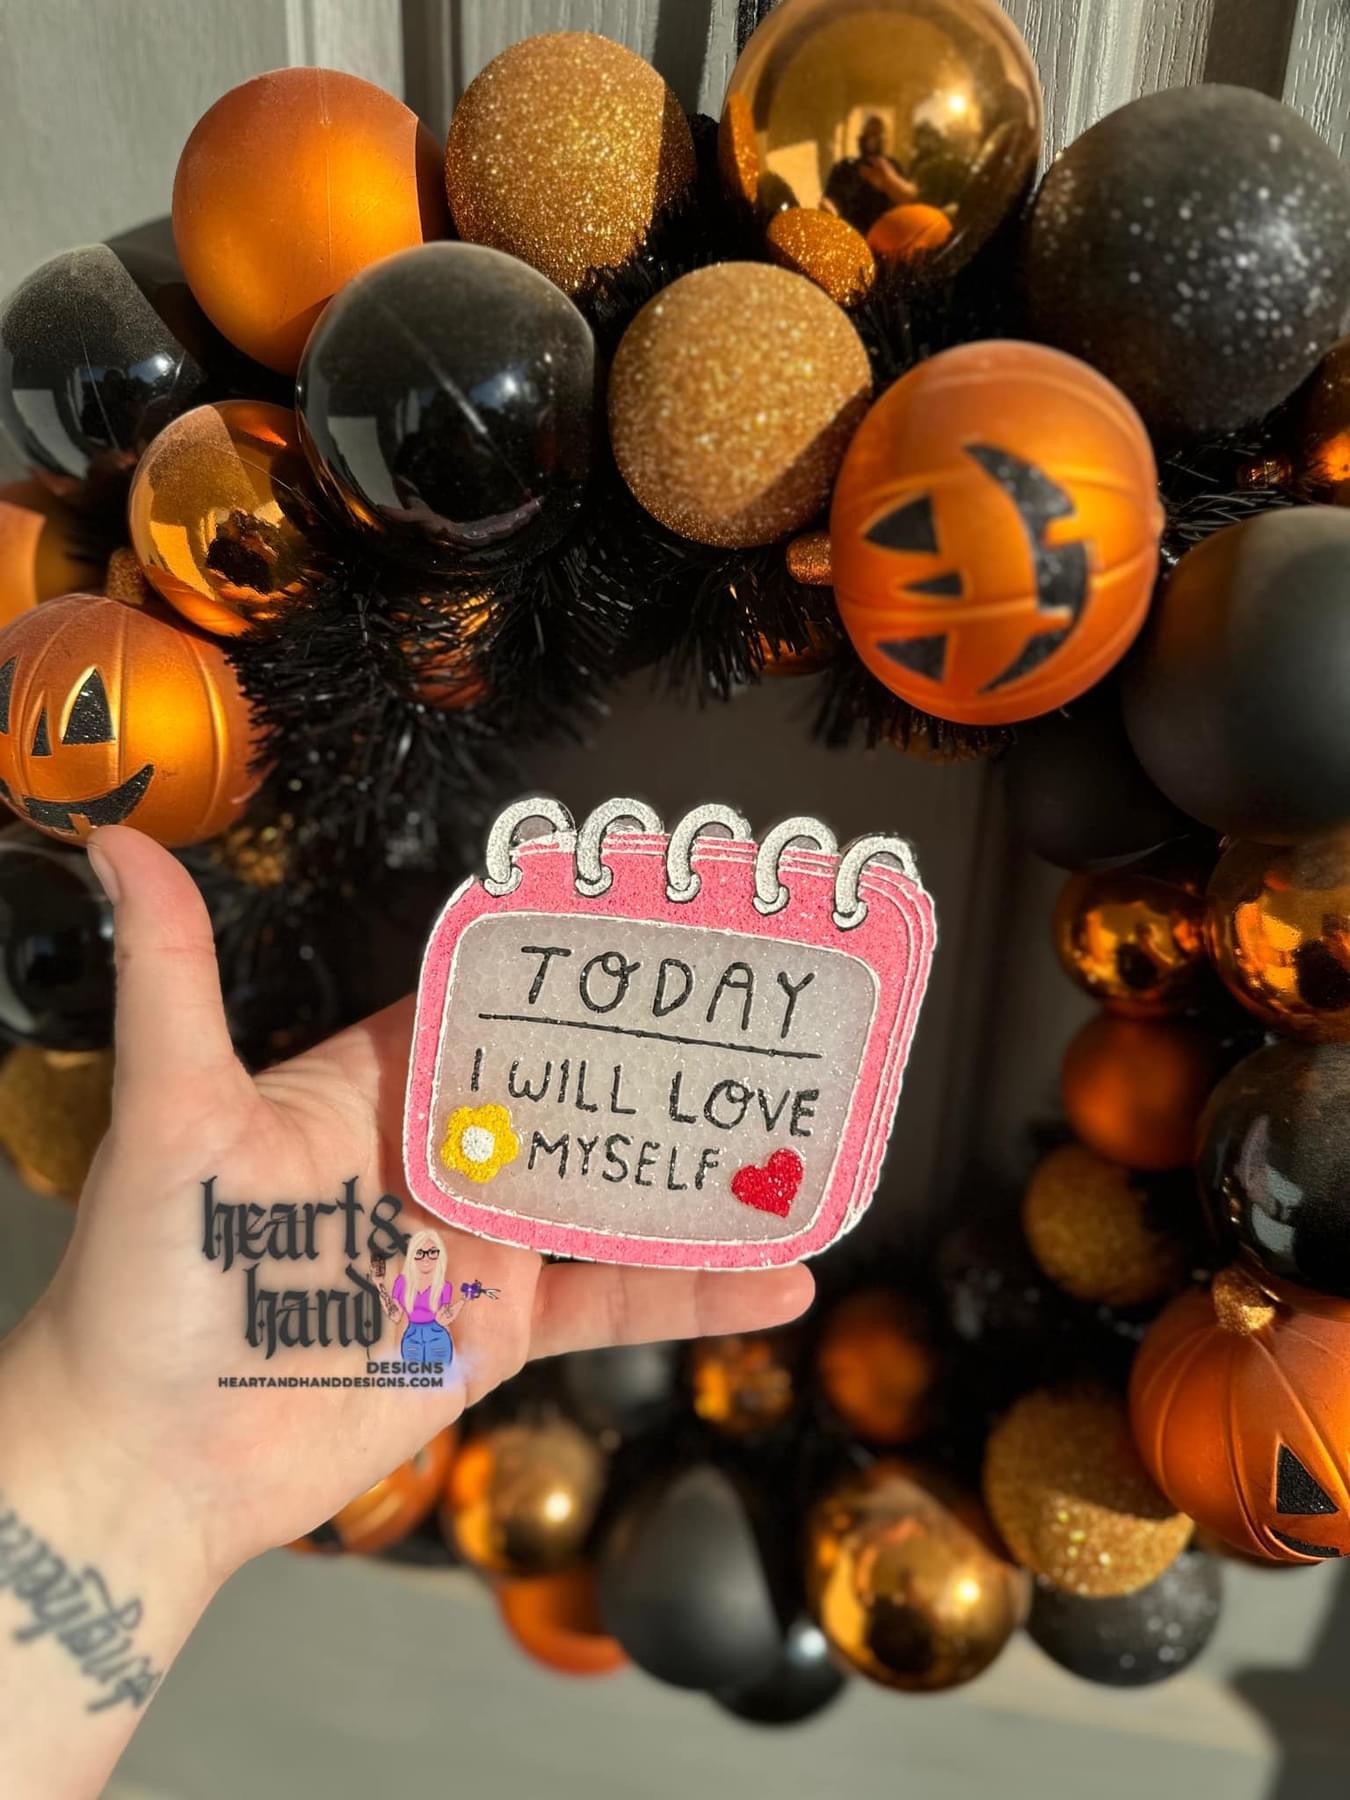 TODAY
I WILL LOVE
MYSELF
heart&
hand
DESIGNS
HEARTANDHANDDESIGNS.COM